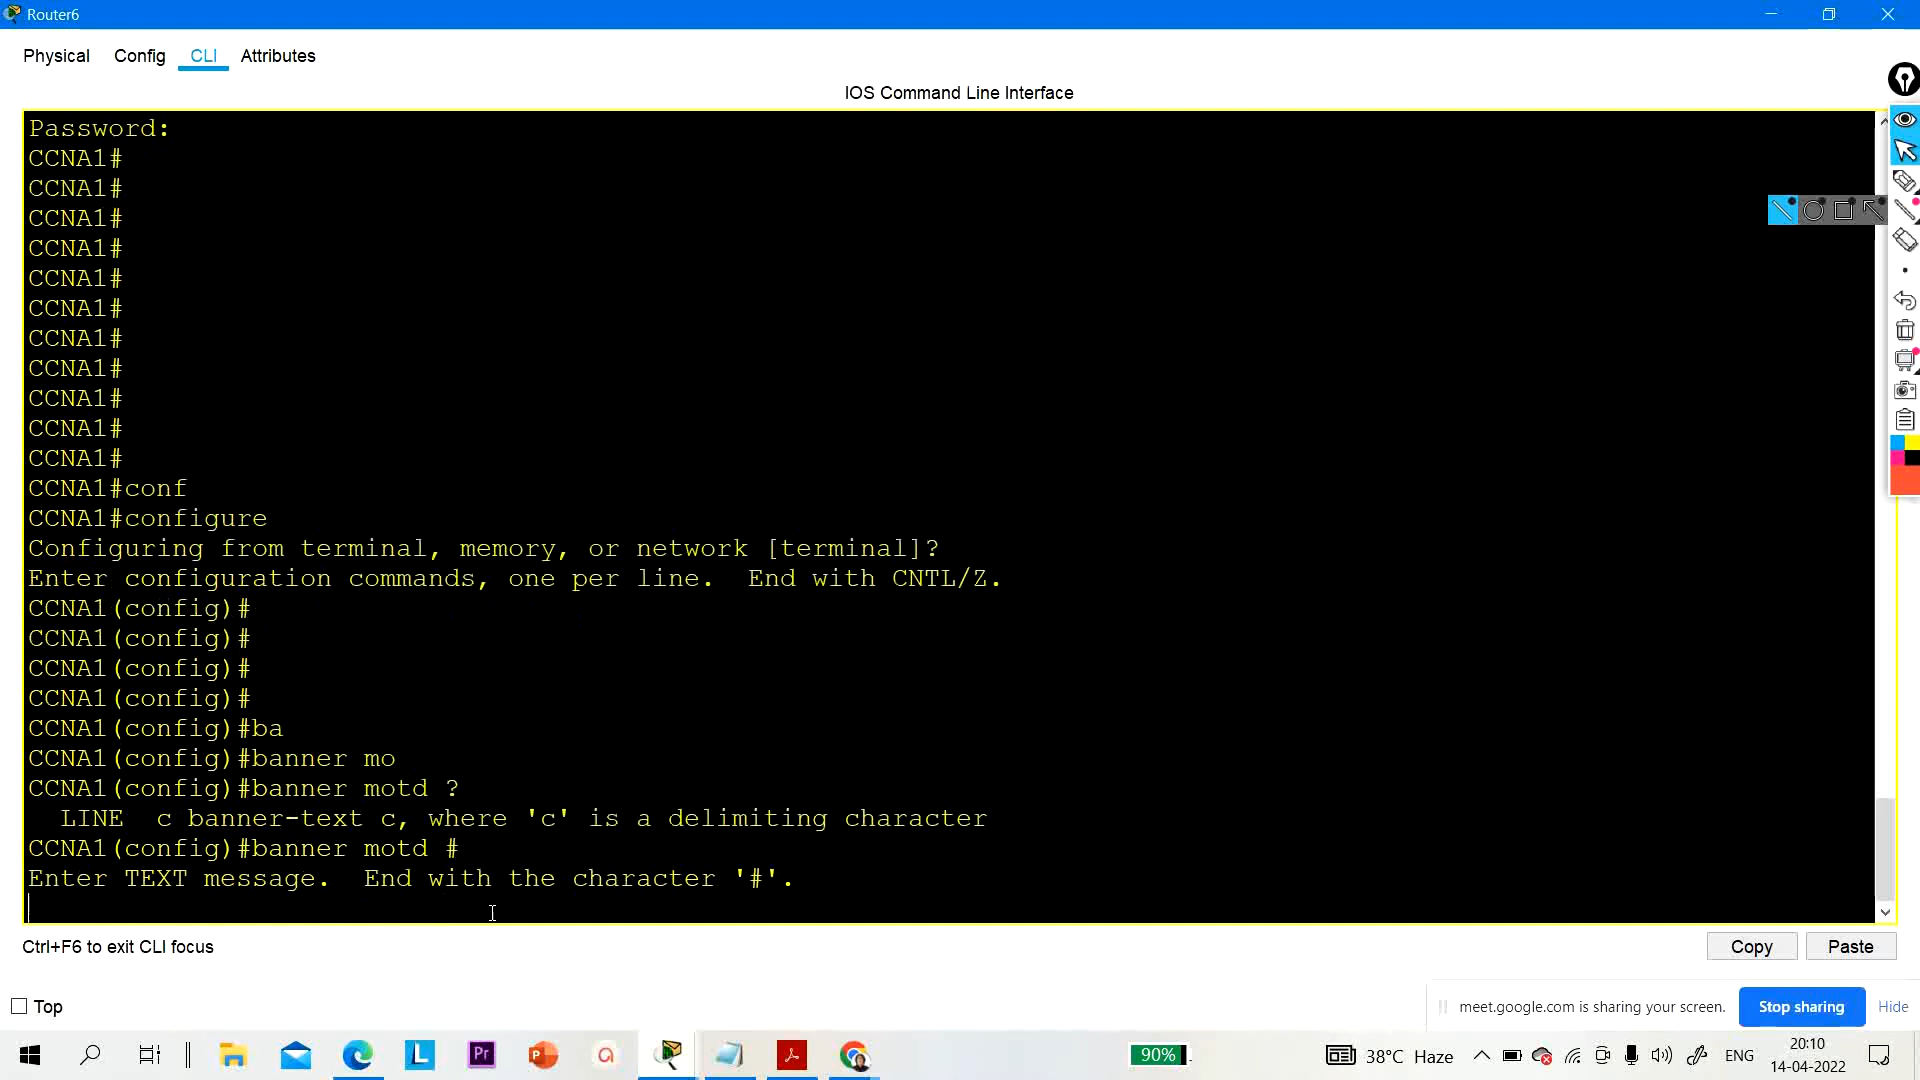 Router6
Physical Config CLI Attributes
IOS Command Line Interface
Password:
CCNA1#
CCNA1#
CCNA1#
CCNA1#
CCNA1#
CCNA1#
CCNA1#
CCNA1#
CCNA1#
CCNA1#
CCNA1#
CCNA1#conf
CCNA1#configure
Configuring from terminal, memory, or network [terminal]?
Enter configuration commands, one per line.  End with CNTL/Z.
CCNA1(config)#
CCNA1(config)#
CCNA1(config)#
CCNA1(config)#
CCNA1(config)#ba
CCNA1(config)#banner mo
CCNA1(config)#banner motd ?
  LINE  c banner-text c, where 'c' is a delimiting character
CCNA1(config)#banner motd #
Enter TEXT message.  End with the character '#'.
Ctrl+F6 to exit CLI focus
Copy Paste
Top
meet.google.com is sharing your screen. Stop sharing Hide
L Pr P 90% 38°C Haze ENG 20:10
14-04-2022